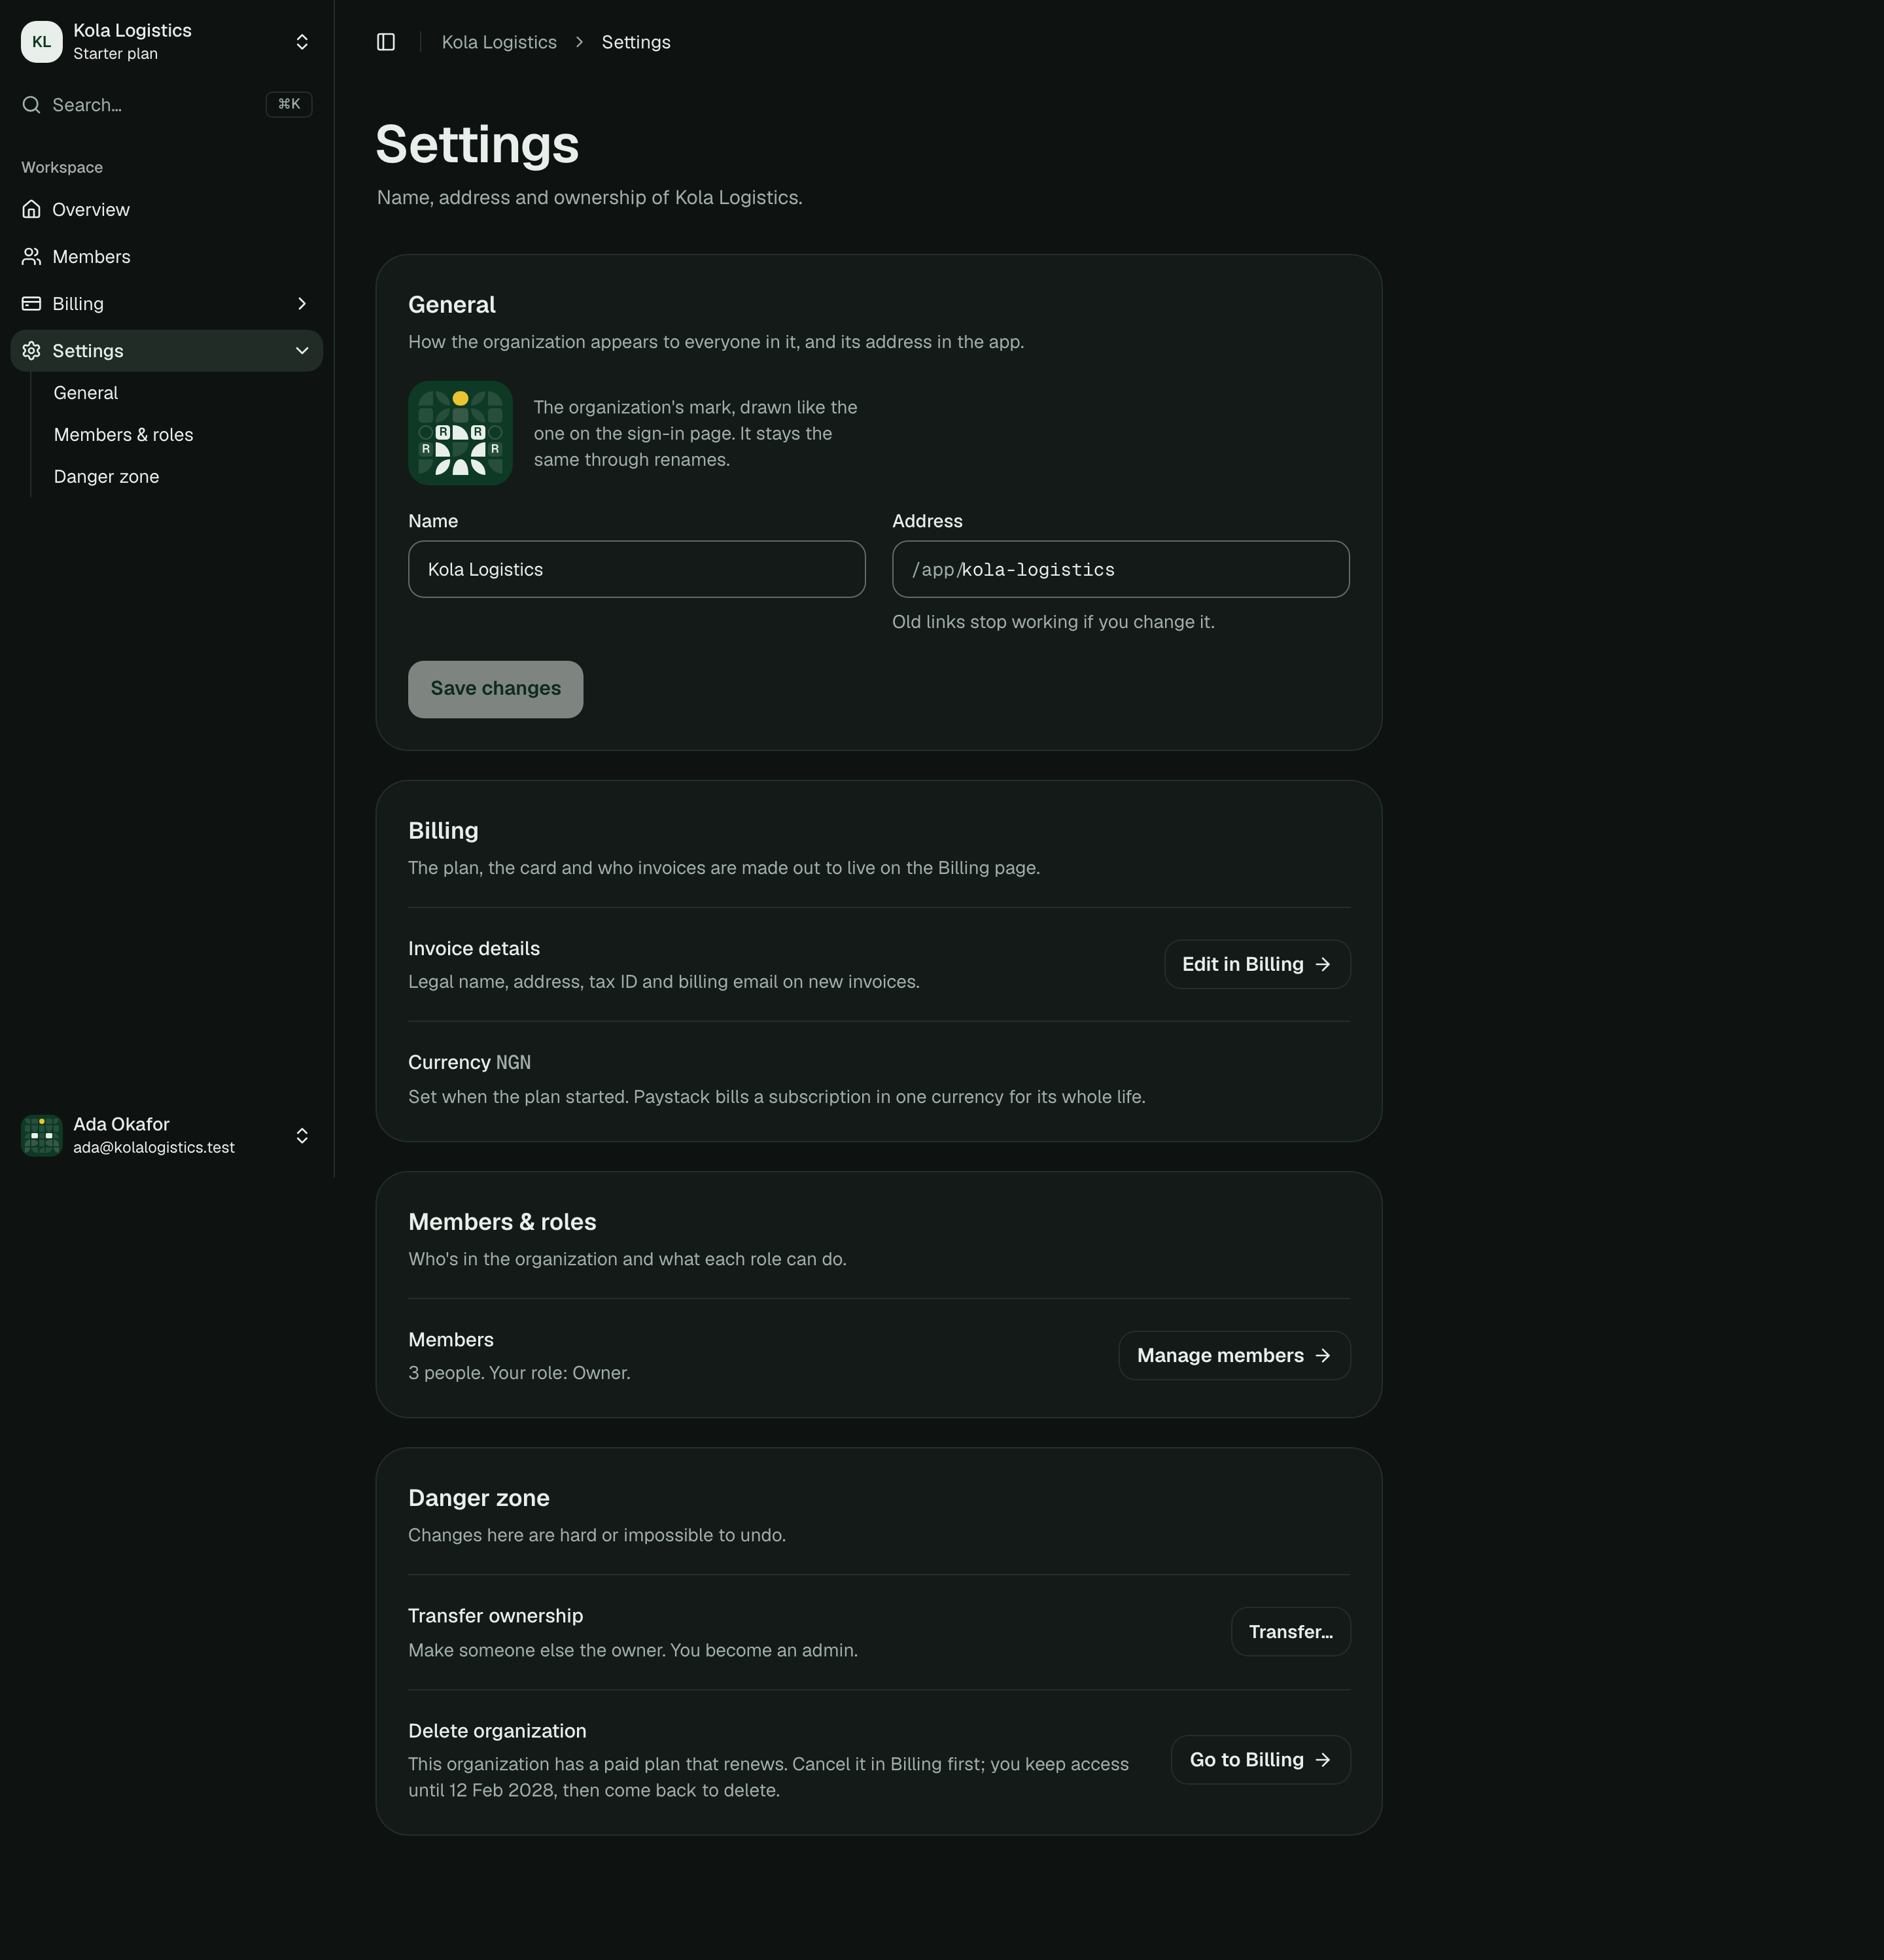 KL
Kola Logistics
Starter plan
Search...
⌘K
Workspace
Overview
Members
Billing
Settings
General
Members & roles
Danger zone
Ada Okafor
ada@kolalogistics.test
Kola Logistics
Settings
Settings
Name, address and ownership of Kola Logistics.
General
How the organization appears to everyone in it, and its address in the app.
R R
R R
The organization's mark, drawn like the
one on the sign-in page. It stays the
same through renames.
Name
Kola Logistics
Address
/app/kola-logistics
Old links stop working if you change it.
Save changes
Billing
The plan, the card and who invoices are made out to live on the Billing page.
Invoice details
Legal name, address, tax ID and billing email on new invoices.
Edit in Billing
Currency NGN
Set when the plan started. Paystack bills a subscription in one currency for its whole life.
Members & roles
Who's in the organization and what each role can do.
Members
3 people. Your role: Owner.
Manage members
Danger zone
Changes here are hard or impossible to undo.
Transfer ownership
Make someone else the owner. You become an admin.
Transfer...
Delete organization
This organization has a paid plan that renews. Cancel it in Billing first; you keep access
until 12 Feb 2028, then come back to delete.
Go to Billing